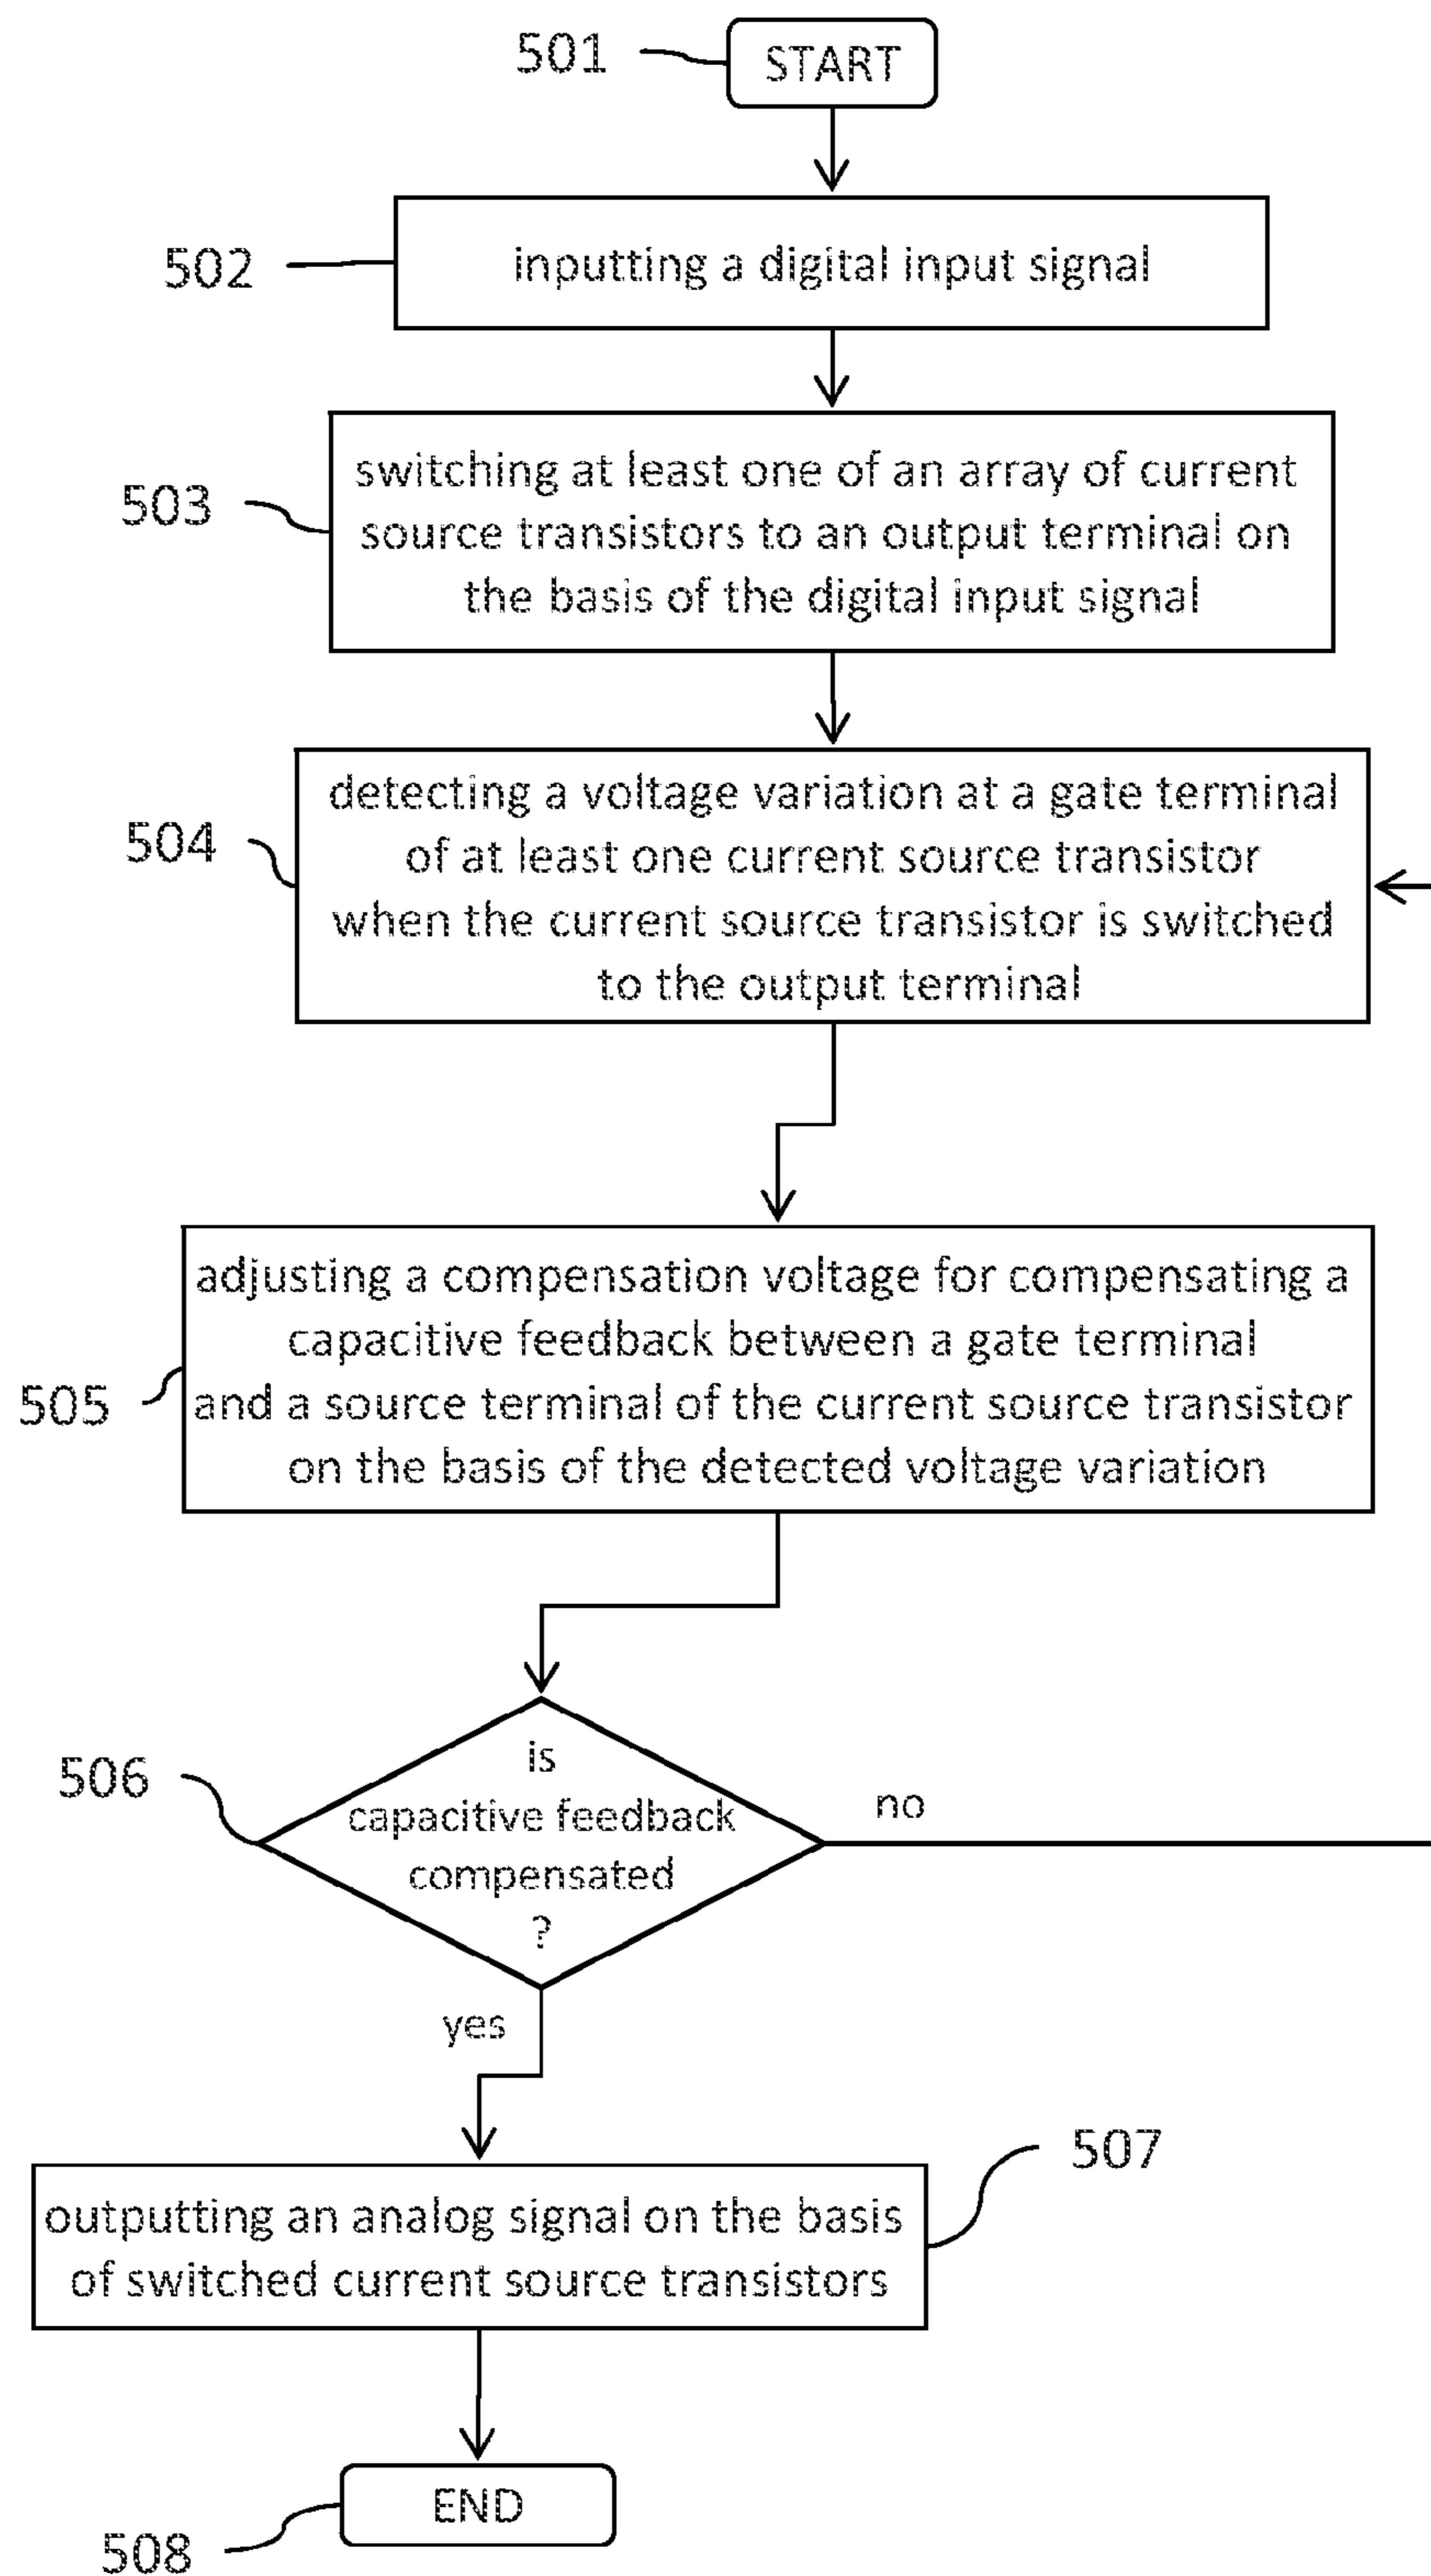 501
START
502
inputting a digital input signal
503
switching at least one of an array of current
source transistors to an output terminal on
the basis of the digital input signal
504
detecting a voltage variation at a gate terminal
of at least one current source transistor
when the current source transistor is switched
to the output terminal
505
adjusting a compensation voltage for compensating a
capacitive feedback between a gate terminal
and a source terminal of the current source transistor
on the basis of the detected voltage variation
506
is
capacitive feedback
compensated
?
no
yes
507
outputting an analog signal on the basis
of switched current source transistors
END
508